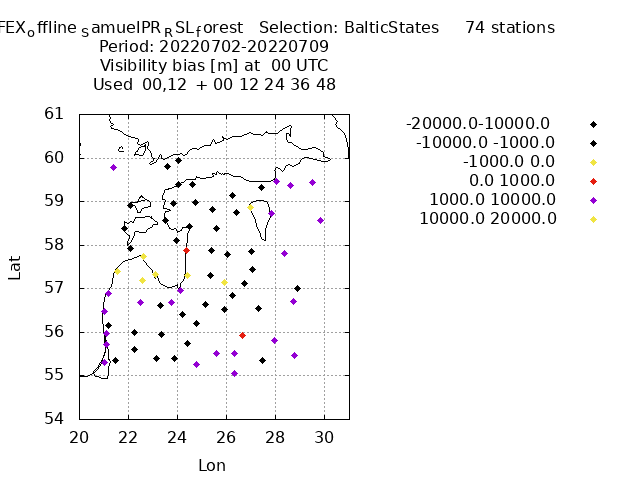 FEXoffline SamuelPRRSLforest Selection: BalticStates 74 stations
Period: 20220702-20220709
Visibility bias [m] at 00 UTC
Used 00,12 + 00 12 24 36 48
-20000.0-10000.0
-10000.0 -1000.0
-1000.0 0.0
0.0 1000.0
1000.0 10000.0
10000.0 20000.0
61
60
59
58
57
56
55
54
Lat
20 22 24 26 28 30
Lon